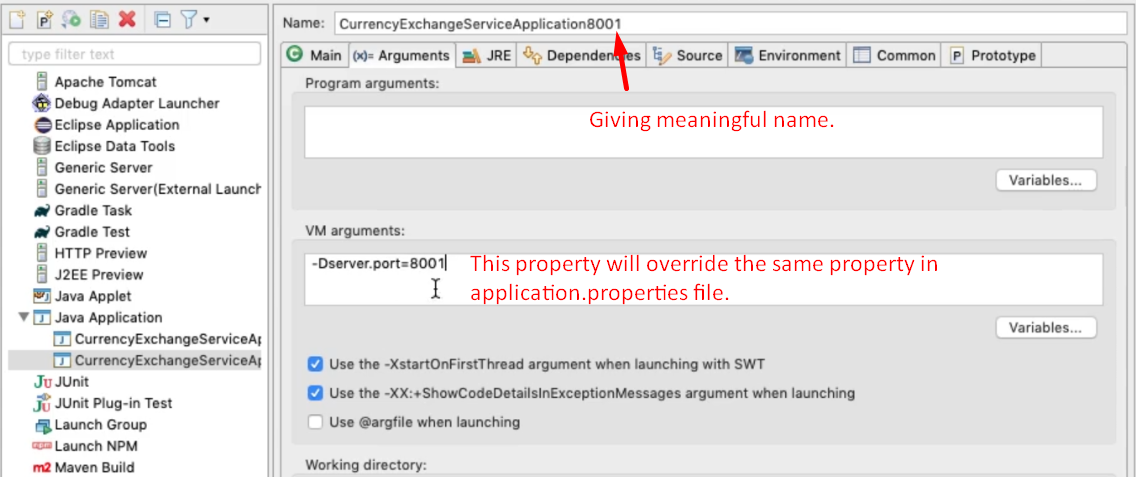 Name: CurrencyExchangeServiceApplication8001
type filter text
Apache Tomcat
Debug Adapter Launcher
Eclipse Application
Eclipse Data Tools
Generic Server
Generic Server(External Launch
Gradle Task
Gradle Test
HTTP Preview
J2EE Preview
Java Applet
Java Application
CurrencyExchangeServiceAp
CurrencyExchangeServiceAp
JUnit
JUnit Plug-in Test
Launch Group
Launch NPM
m2 Maven Build
Main (x)= Arguments JRE Dependencies Source Environment Common Prototype
Program arguments:
Giving meaningful name.
Variables...
VM arguments:
-Dserver.port=8001
This property will override the same property in
application.properties file.
Variables...
Use the -XstartOnFirstThread argument when launching with SWT
Use the -XX:+ShowCodeDetailsInExceptionMessages argument when launching
Use @argfile when launching
Working directory: